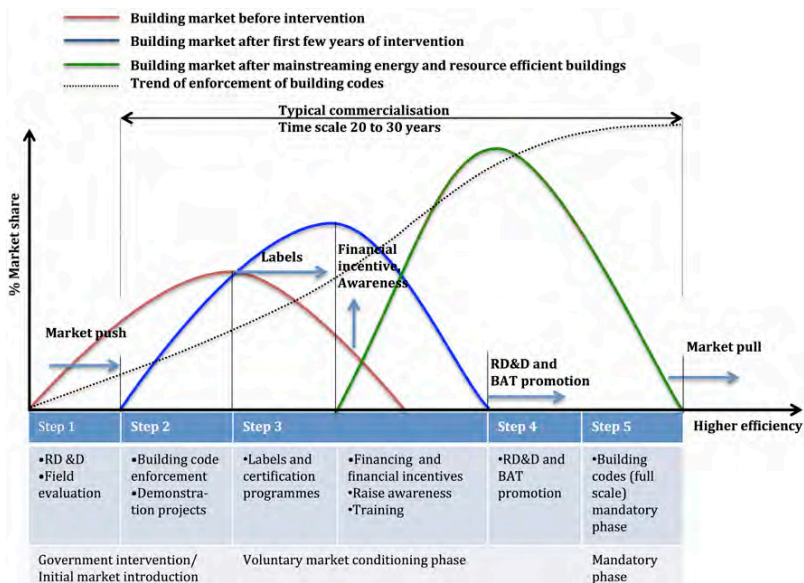 Building market before intervention
Building market after first few years of intervention
Building market after mainstreaming energy and resource efficient buildings
Trend of enforcement of building codes
Typical commercialisation
Time scale 20 to 30 years
% Market share
Labels
Financial
incentive,
Awareness
Market push
RD&D and
BAT promotion
Market pull
Higher efficiency
Step 1
Step 2
Step 3
Step 4
Step 5
•RD &D
•Field
evaluation
•Building code
enforcement
•Demonstra-
tion projects
•Labels and
certification
programmes
•Financing and
financial incentives
•Raise awareness
•Training
•RD&D and
BAT
promotion
•Building
codes (full
scale)
mandatory
phase
Government intervention/
Initial market introduction
Voluntary market conditioning phase
Mandatory
phase